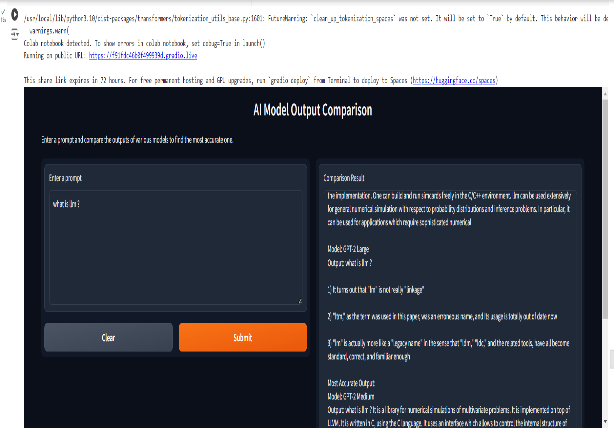 /usr/local/lib/python3.10/dist-packages/transformers/tokenization_utils_base.py:1601: FutureWarning: `clean_up_tokenization_spaces` was not set. It will be set to `True` by default. This behavior will be de
warnings.warn(
Colab notebook detected. To show errors in colab notebook, set debug=True in launch()
Running on public URL:
This share link expires in 72 hours. For free permanent hosting and GPU upgrades, run `gradio deploy` from Terminal to deploy to Spaces (https://huggingface.co/spaces)
AI Model Output Comparison
Enter a prompt and compare the outputs of various models to find the most accurate one.
Enter a prompt
what is llm ?
Clear
Submit
Comparison Result
the implementation. One can build and run simcards freely in the C/C++ environment. llm can be used extensively
for general numerical simulation with respect to probability distributions and inference problems. In particular, it
can be used for applications which require sophisticated numerical
Model: GPT-2 Large
Output: what is llm ?
1) It turns out that "lm" is not really "linkage"
2) "ltm," as the term was used in this paper, was an erroneous name, and its usage is totally out of date now
3) "lm" is actually more like a "legacy name" in the sense that "ldm," "ldc," and the related tools, have all become
standard, correct, and familiar enough
Most Accurate Output:
Model: GPT-2 Medium
Output: what is llm ? It is a library for numerical simulations of multivariate problems. It is implemented on top of
LLVM. It is written in C, using the C language. It uses an interface which allows to control the internal structure of